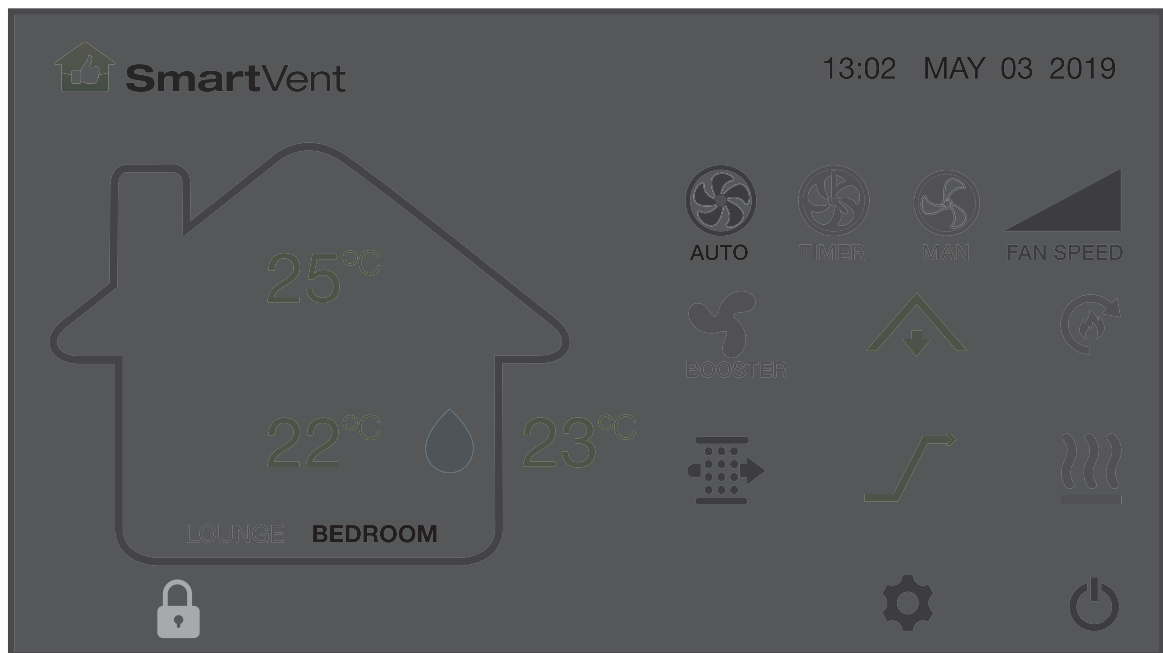 SmartVent
13:02 MAY 03 2019
AUTO TIMER MAN FAN SPEED
25°C
BOOSTER
22°C 23°C
LOUNGE BEDROOM